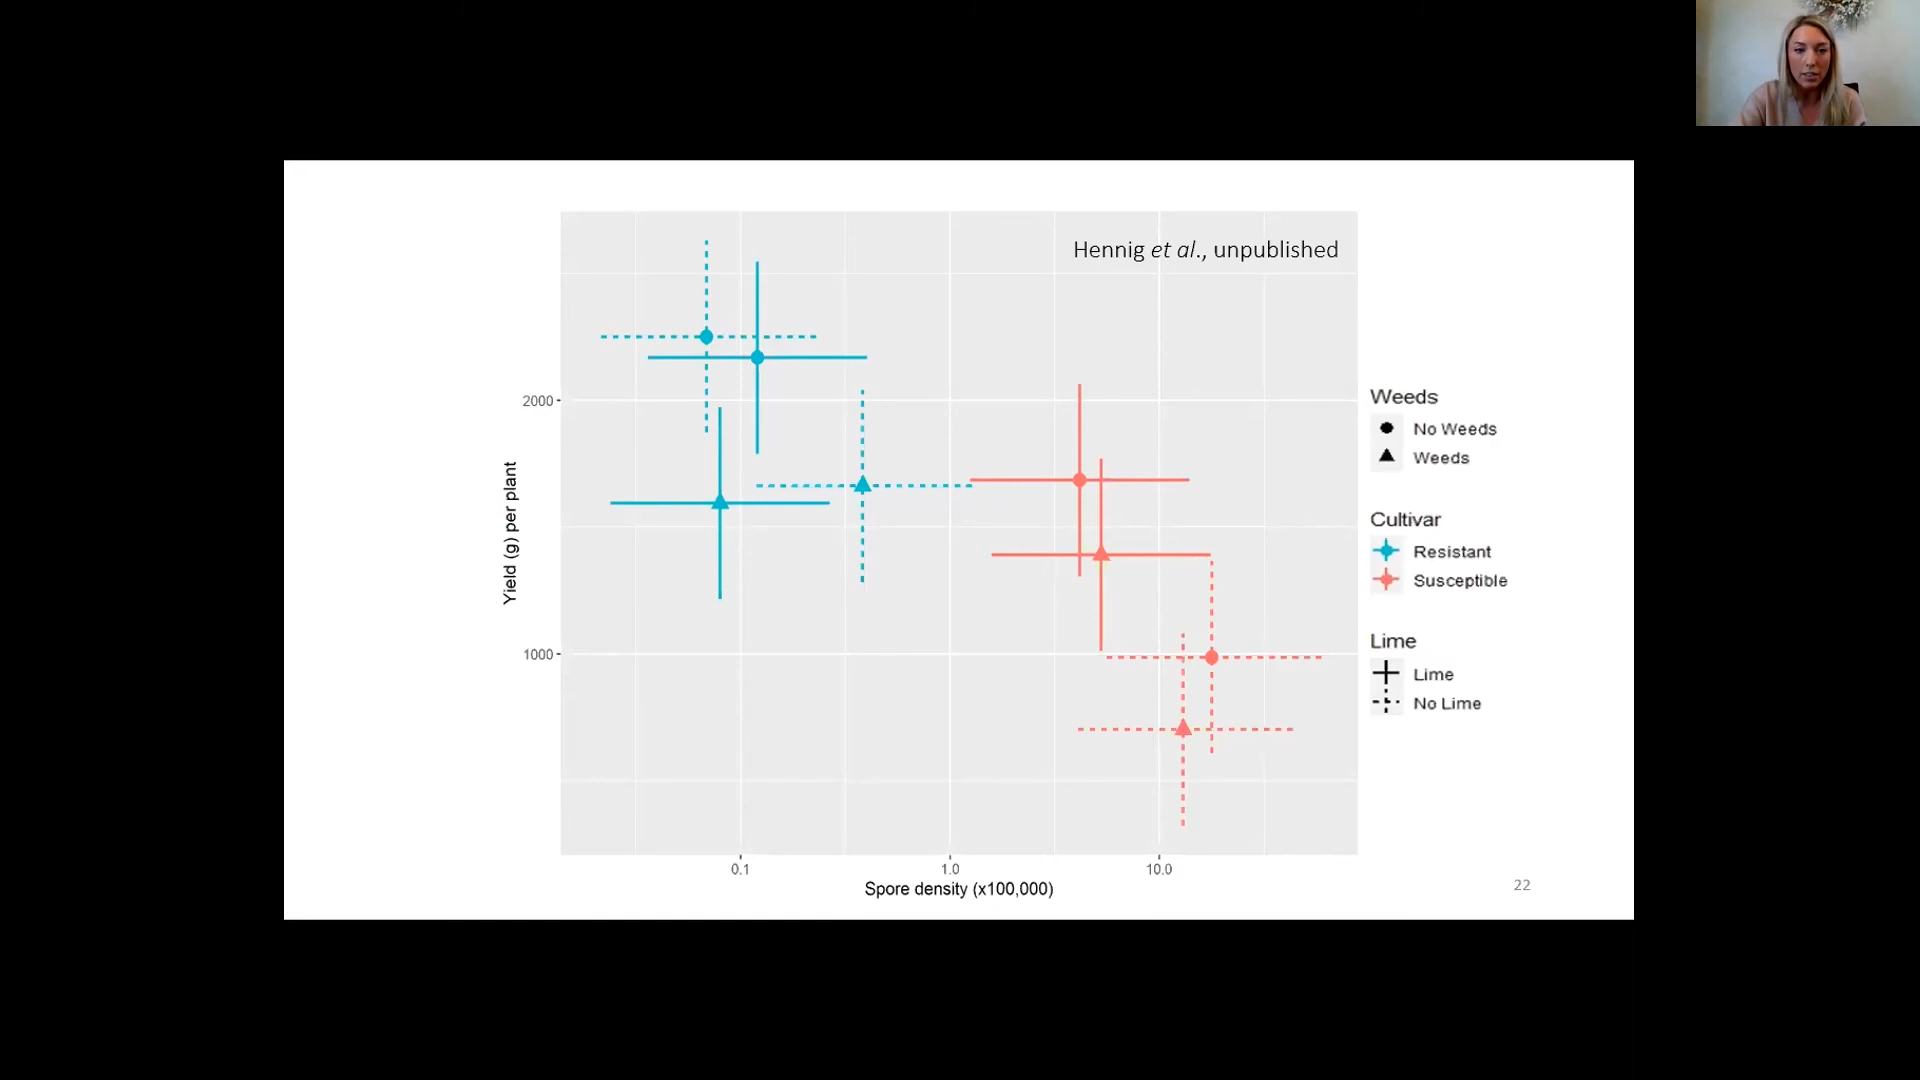 Hennig et al., unpublished
2000
1000
Yield (g) per plant
0.1
1.0
10.0
Spore density (x100,000)
Weeds
No Weeds
Weeds
Cultivar
Resistant
Susceptible
Lime
Lime
No Lime
22